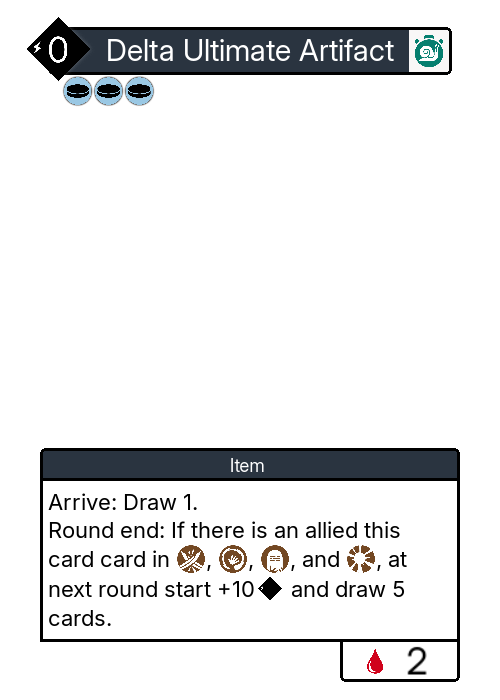 0 Delta Ultimate Artifact
Item
Arrive: Draw 1.
Round end: If there is an allied this
card card in , , , and , at
next round start +10 and draw 5
cards.
2